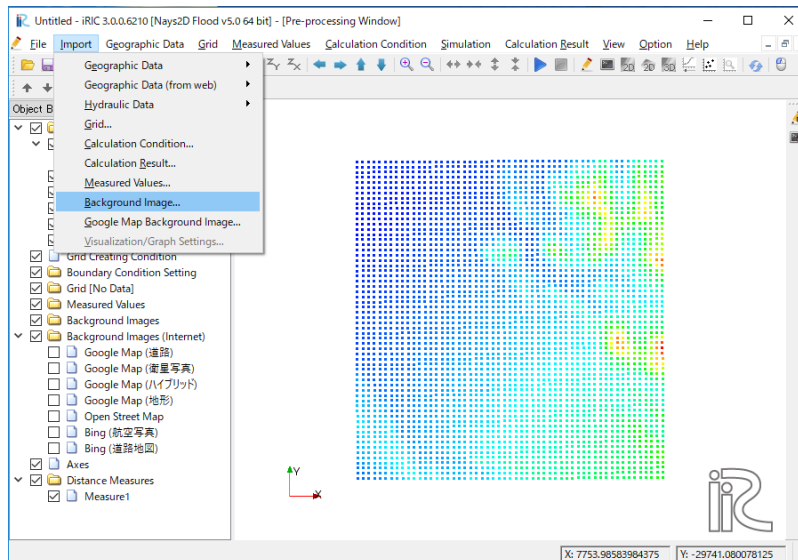 Untitled - iRIC 3.0.0.6210 [Nays2D Flood v5.0 64 bit] - [Pre-processing Window]
File Import Geographic Data Grid Measured Values Calculation Condition Simulation Calculation Result View Option Help
Geographic Data
Geographic Data (from web)
Hydraulic Data
Grid...
Calculation Condition...
Calculation Result...
Measured Values...
Background Image...
Google Map Background Image...
Visualization/Graph Settings...
Object B
Grid Creating Condition
Boundary Condition Setting
Grid [No Data]
Measured Values
Background Images
Background Images (Internet)
Google Map (道路)
Google Map (衛星写真)
Google Map (ハイブリッド)
Google Map (地形)
Open Street Map
Bing (航空写真)
Bing (道路地図)
Axes
Distance Measures
Measure1
Y
X
iRIC
X: 7753.98583984375 Y: -29741.080078125